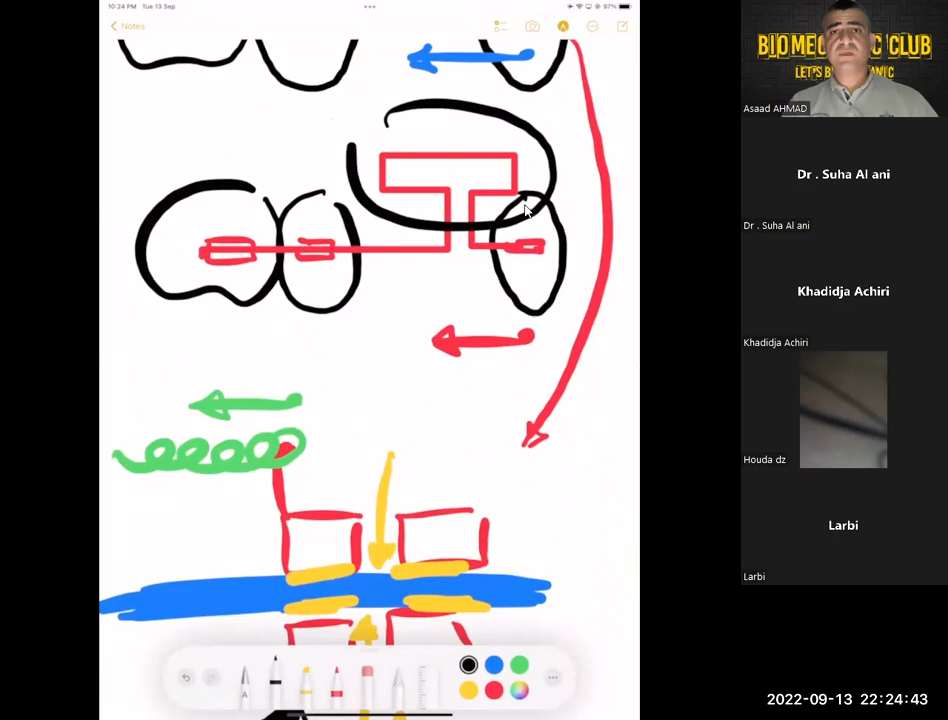 10:24 PM Tue 13 Sep
97%
Notes
A
Asaad AHMAD
LET'S B
Dr . Suha Al ani
Dr . Suha Al ani
Khadidja Achiri
Khadidja Achiri
Houda dz
Larbi
Larbi
2022-09-13 22:24:43